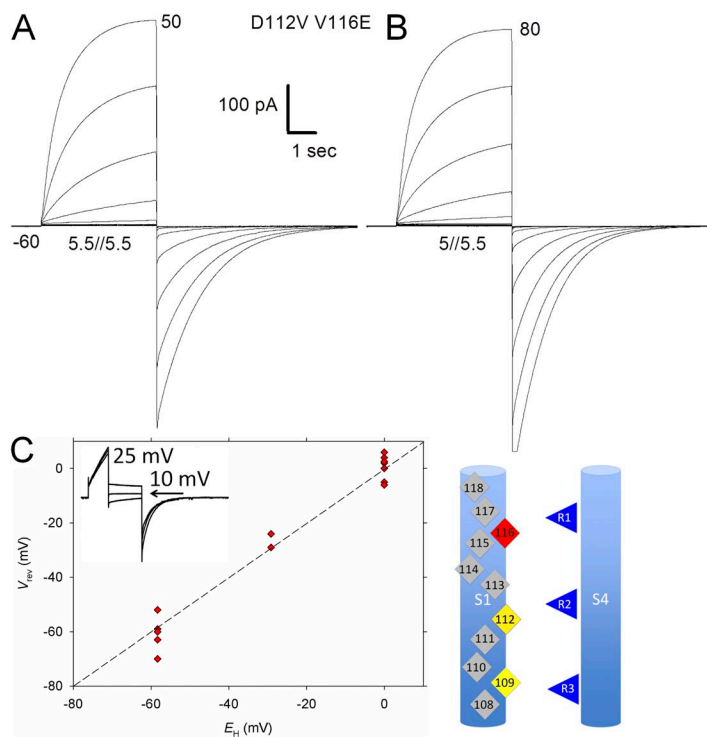 A
50
D112V V116E
B
80
100 pA
1 sec
-60
5.5//5.5
5//5.5
C
25 mV
10 mV
0
-20
-40
-60
-80
Vrev (mV)
-80
-60
-40
-20
0
EH (mV)
118
117
116
115
114
113
S1
112
111
110
109
108
R1
R2
S4
R3